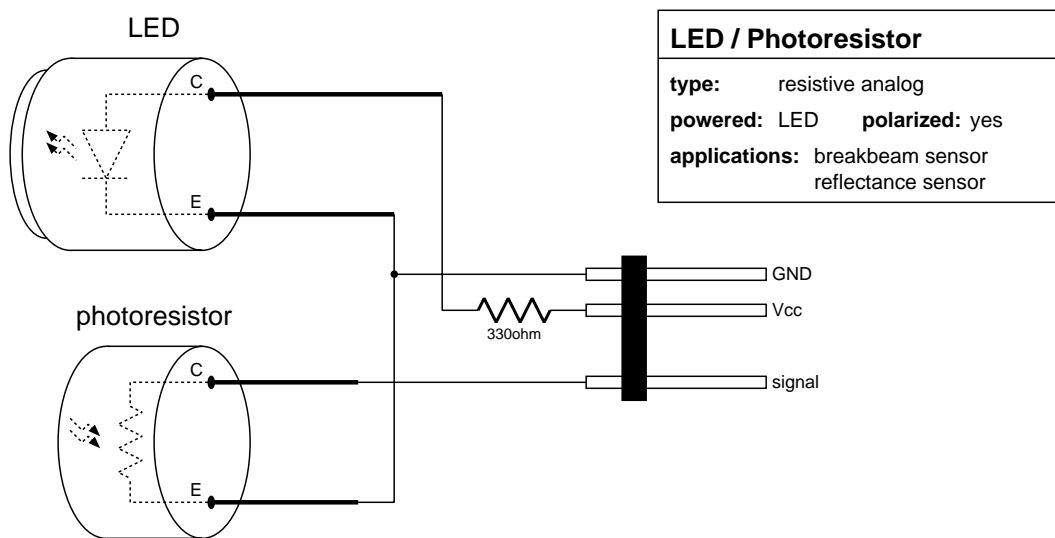 LED
C
E
photoresistor
C
E
330ohm
GND
Vcc
signal
LED / Photoresistor
type: resistive analog
powered: LED polarized: yes
applications: breakbeam sensor
reflectance sensor